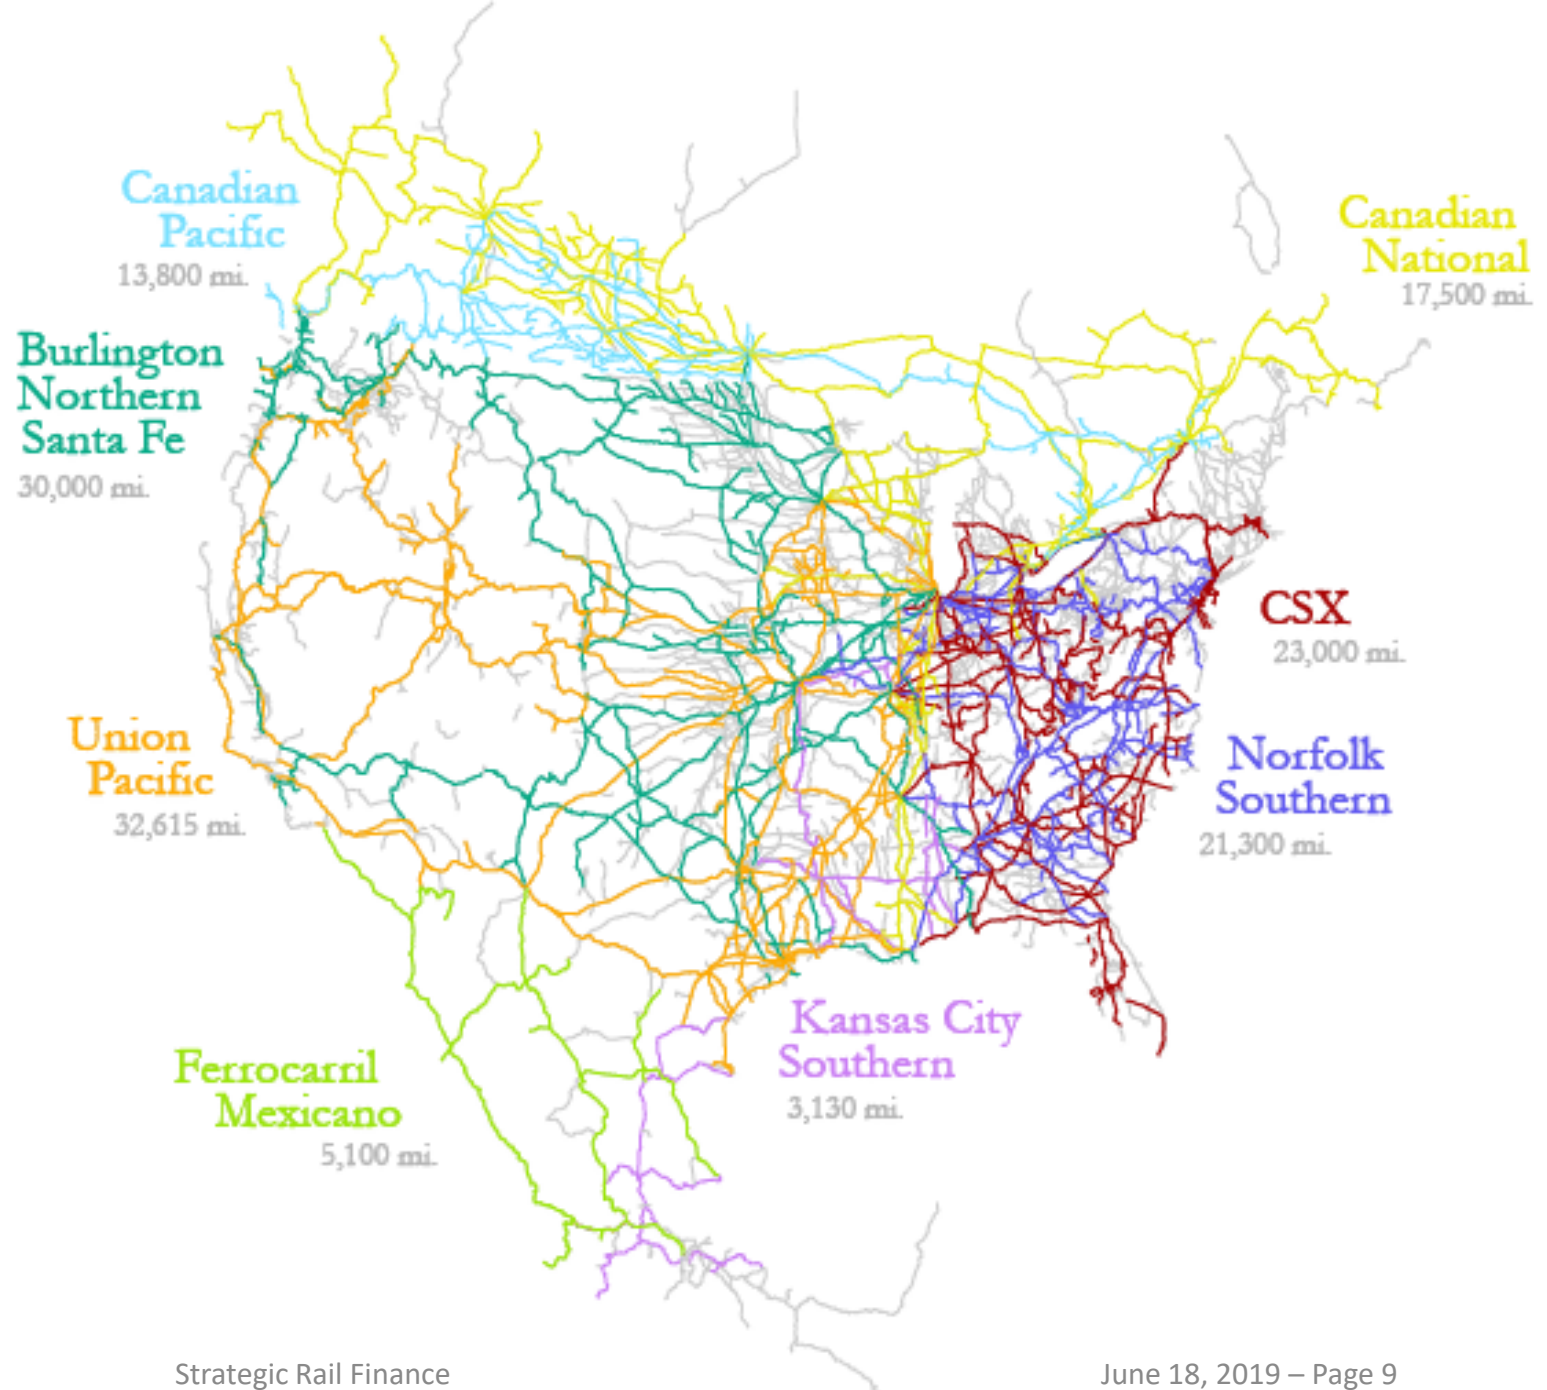 Canadian
Pacific
13,800 mi.
Canadian
National
17,500 mi.
Burlington
Northern
Santa Fe
30,000 mi.
CSX
23,000 mi.
Union
Pacific
32,615 mi.
Norfolk
Southern
21,300 mi.
Kansas City
Southern
3,130 mi.
Ferrocarril
Mexicano
5,100 mi.
Strategic Rail Finance
June 18, 2019 – Page 9